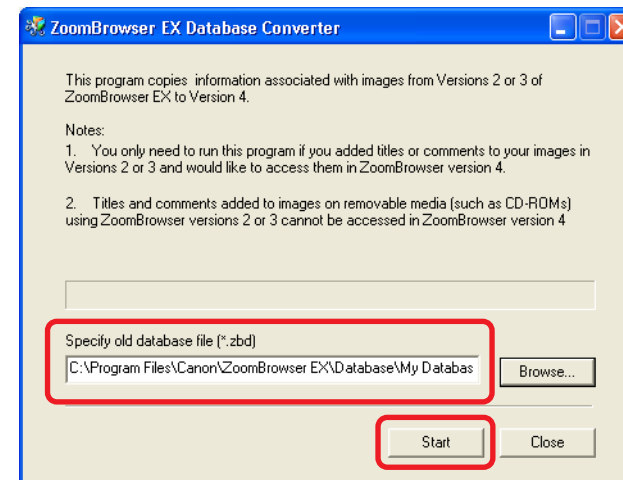 ZoomBrowser EX Database Converter
This program copies information associated with images from Versions 2 or 3 of
ZoomBrowser EX to Version 4.
Notes:
1. You only need to run this program if you added titles or comments to your images in
Versions 2 or 3 and would like to access them in ZoomBrowser version 4.
2. Titles and comments added to images on removable media (such as CD-ROMs)
using ZoomBrowser versions 2 or 3 cannot be accessed in ZoomBrowser version 4
Specify old database file (*.zbd)
C:\Program Files\Canon\ZoomBrowser EX\Database\My Databas
Browse...
Start
Close